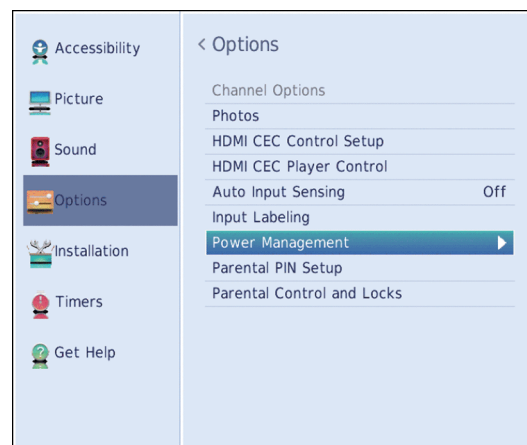 Accessibility
Picture
Sound
Options
Installation
Timers
Get Help
< Options
Channel Options
Photos
HDMI CEC Control Setup
HDMI CEC Player Control
Auto Input Sensing Off
Input Labeling
Power Management
Parental PIN Setup
Parental Control and Locks